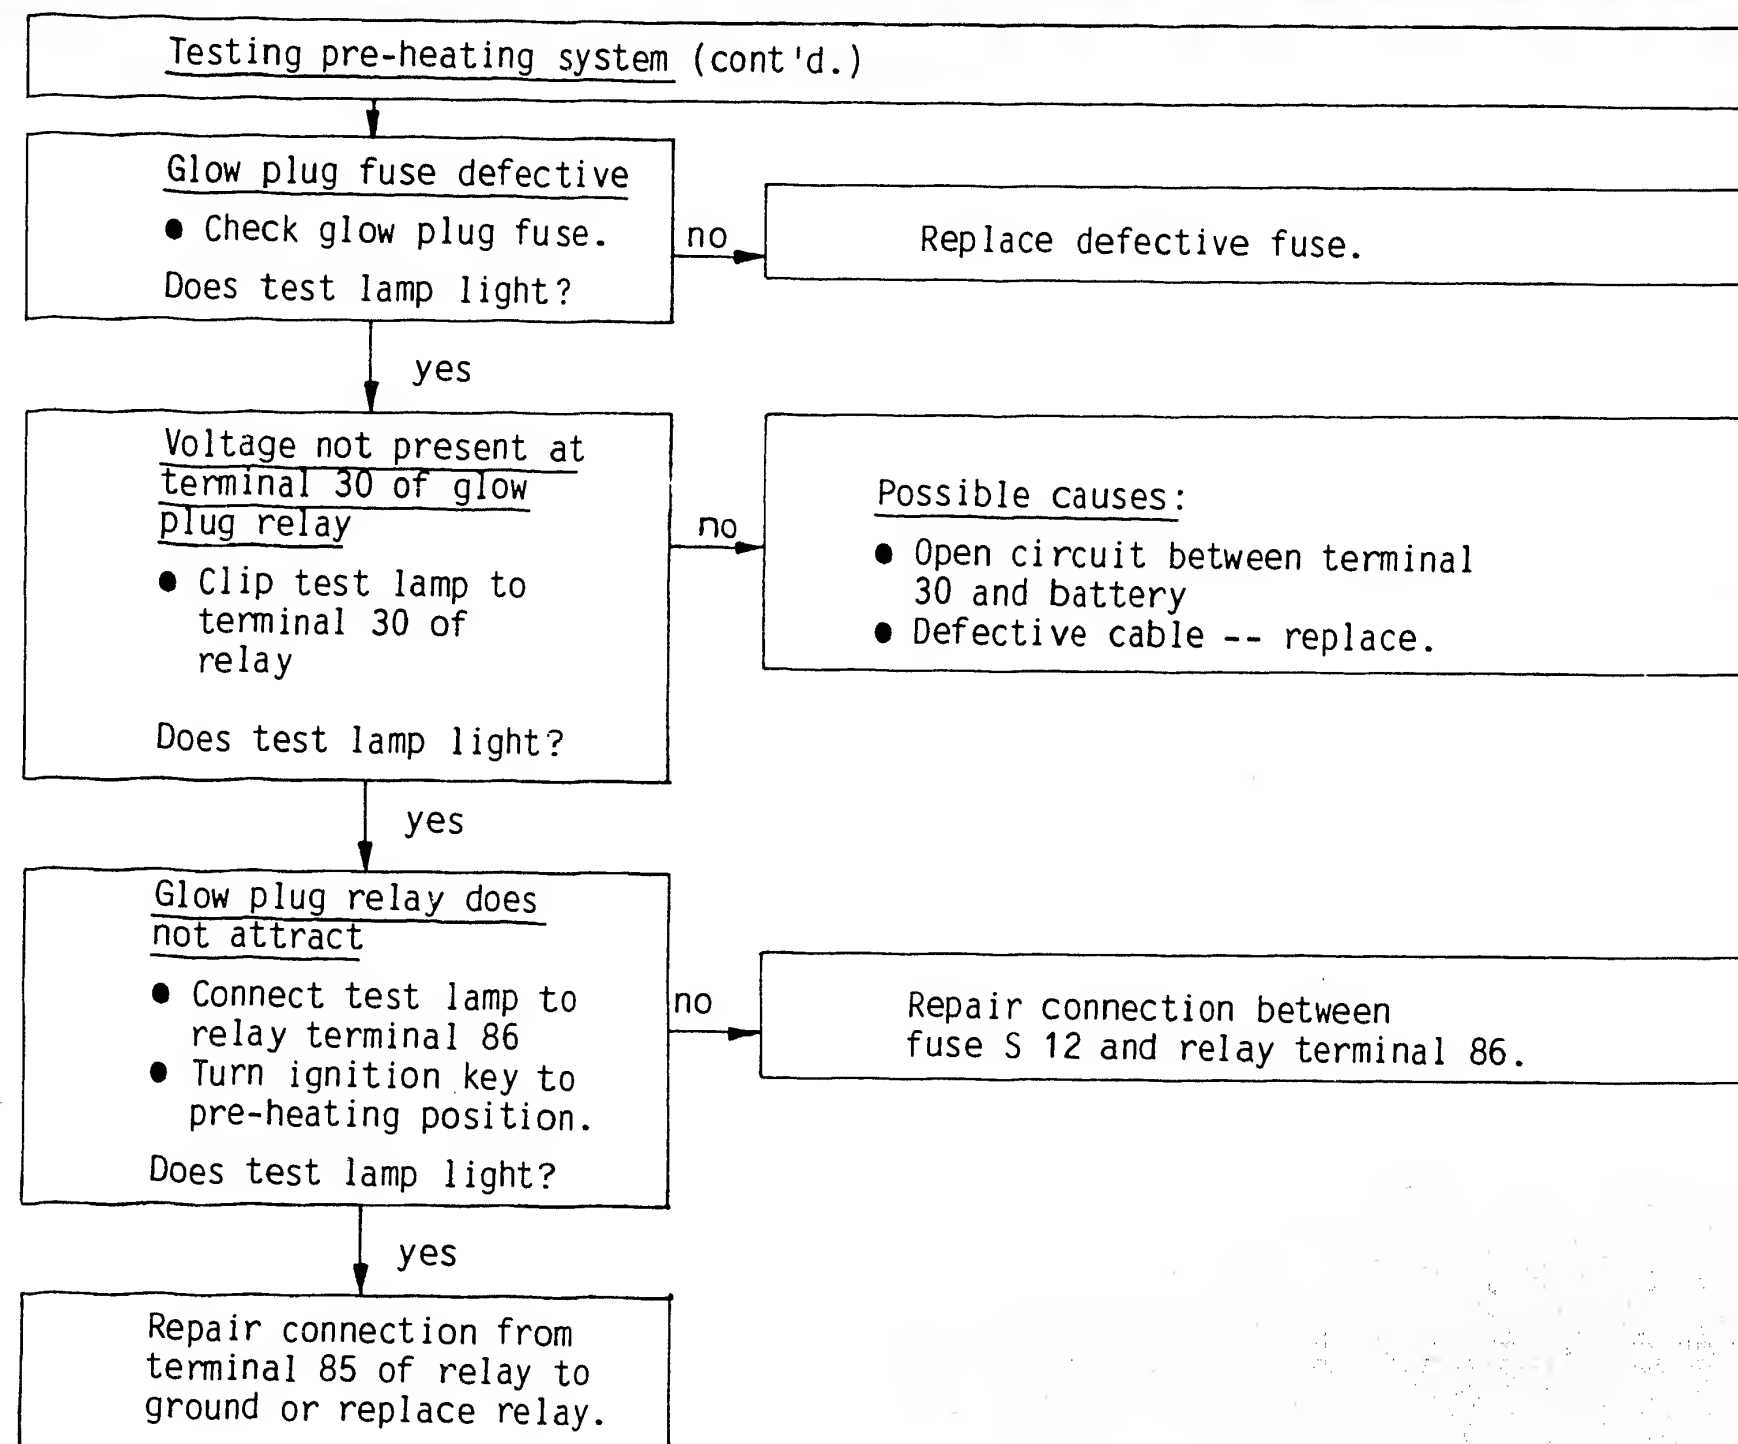 Testing pre-heating system (cont'd.)
Glow plug fuse defective
● Check glow plug fuse.
Does test lamp light?
no
Replace defective fuse.
yes
Voltage not present at
terminal 30 of glow
plug relay
● Clip test lamp to
terminal 30 of
relay
Does test lamp light?
no
Possible causes:
● Open circuit between terminal
30 and battery
● Defective cable -- replace.
yes
Glow plug relay does
not attract
● Connect test lamp to
relay terminal 86
● Turn ignition key to
pre-heating position.
Does test lamp light?
no
Repair connection between
fuse S 12 and relay terminal 86.
yes
Repair connection from
terminal 85 of relay to
ground or replace relay.